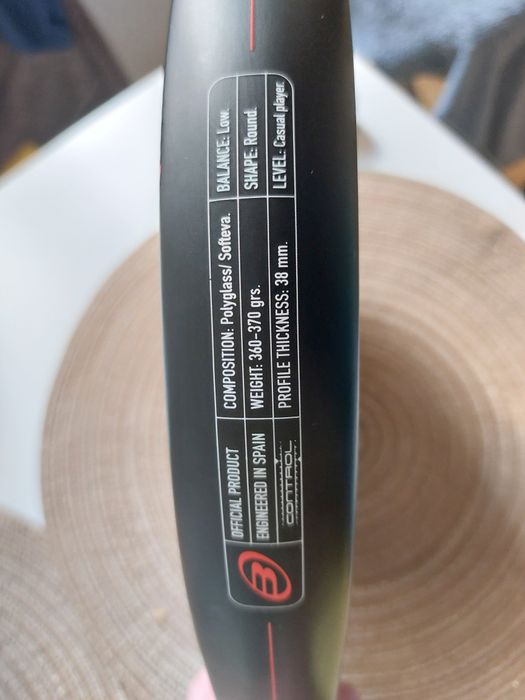 OFFICIAL PRODUCT
ENGINEERED IN SPAIN
CONTROL
COMPOSITION: Polyglass/ Softeva.
WEIGHT: 360-370 grs.
PROFILE THICKNESS: 38 mm.
BALANCE: Low.
SHAPE: Round.
LEVEL: Casual player.